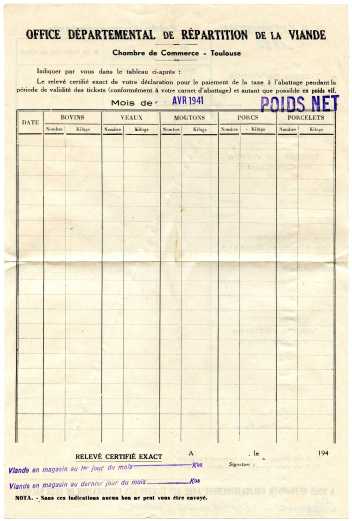 OFFICE DÉPARTEMENTAL DE RÉPARTITION DE LA VIANDE
Chambre de Commerce - Toulouse
Indiquer par vous dans le tableau ci-après :
Le relevé certifié exact de votre déclaration pour le paiement de la taxe à l'abattage pendant la
période de validité des tickets (conformément à votre carnet d'abattage) et autant que possible en poids vif.
Mois de AVR 1941 POIDS NET
DATE BOVINS VEAUX MOUTONS PORCS PORCELETS
Nombre Kilogs Nombre Kilogs Nombre Kilogs Nombre Kilogs Nombre Kilogs
RELEVÉ CERTIFIÉ EXACT A , le 194
Viande en magasin au 1er jour du mois Kos Signature :
Viande en magasin au dernier jour du mois Kos
NOTA. - Sans ces indications aucun bon ne peut vous être envoyé.